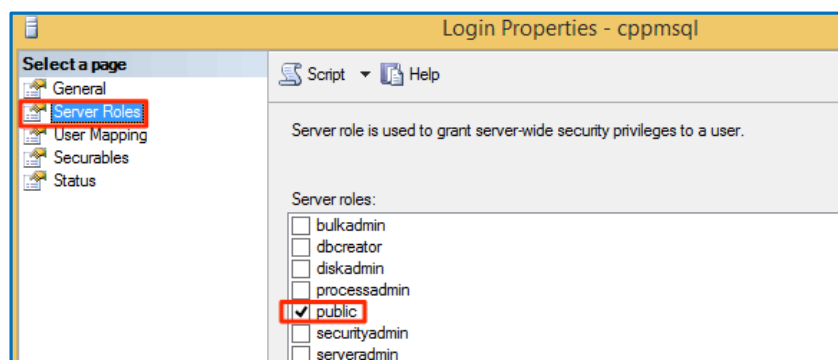 Login Properties - cppmsql
Select a page
General
Server Roles
User Mapping
Securables
Status
Script Help
Server role is used to grant server-wide security privileges to a user.
Server roles:
bulkadmin
dbcreator
diskadmin
processadmin
public
securityadmin
serveradmin